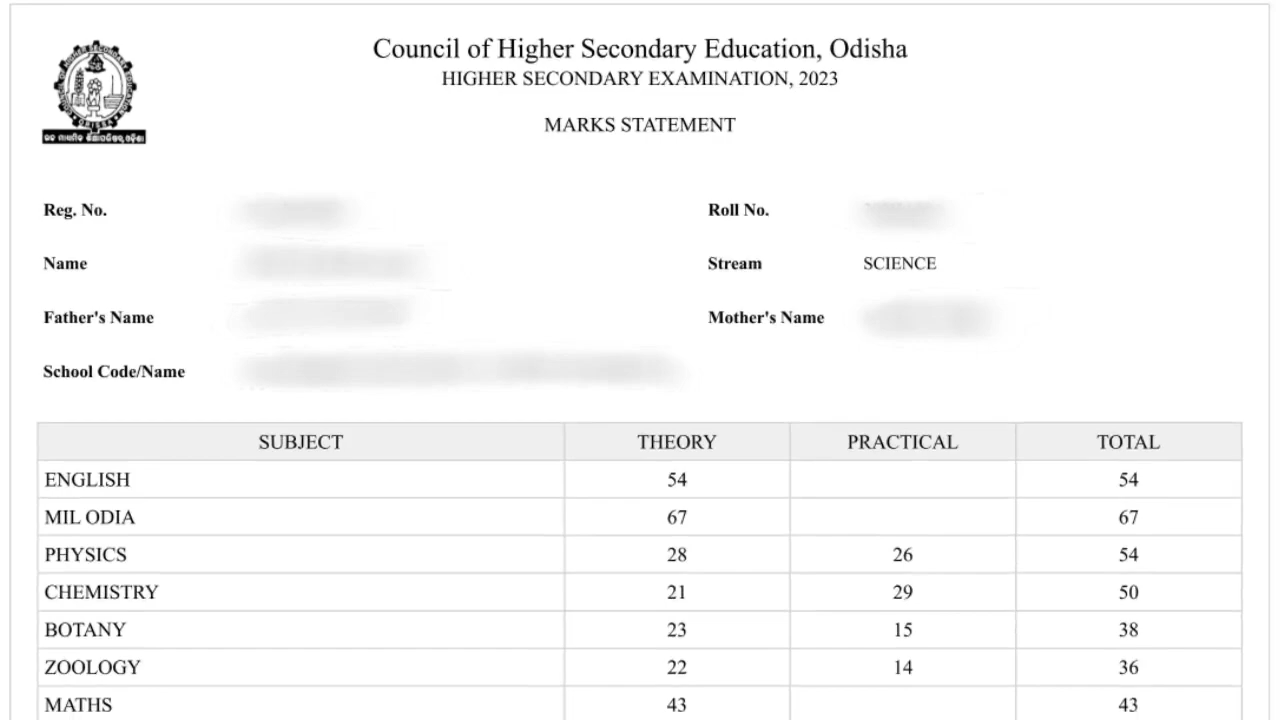 Council of Higher Secondary Education, Odisha
HIGHER SECONDARY EXAMINATION, 2023
MARKS STATEMENT
ORISSA
Reg. No. Roll No.
Name Stream SCIENCE
Father's Name Mother's Name
School Code/Name
SUBJECT THEORY PRACTICAL TOTAL
ENGLISH 54 54
MIL ODIA 67 67
PHYSICS 28 26 54
CHEMISTRY 21 29 50
BOTANY 23 15 38
ZOOLOGY 22 14 36
MATHS 43 43